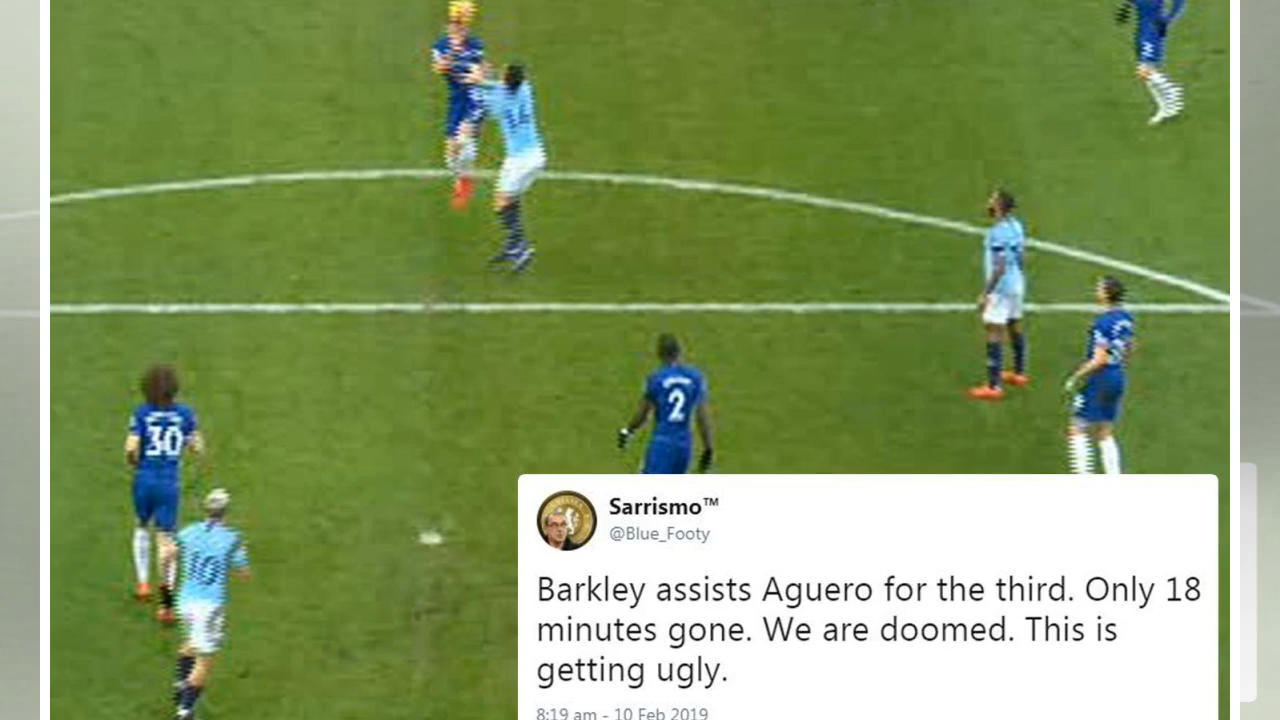 30
2
Sarrismo™
@Blue_Footy
Barkley assists Aguero for the third. Only 18
minutes gone. We are doomed. This is
getting ugly.
8:19 am - 10 Feb 2019